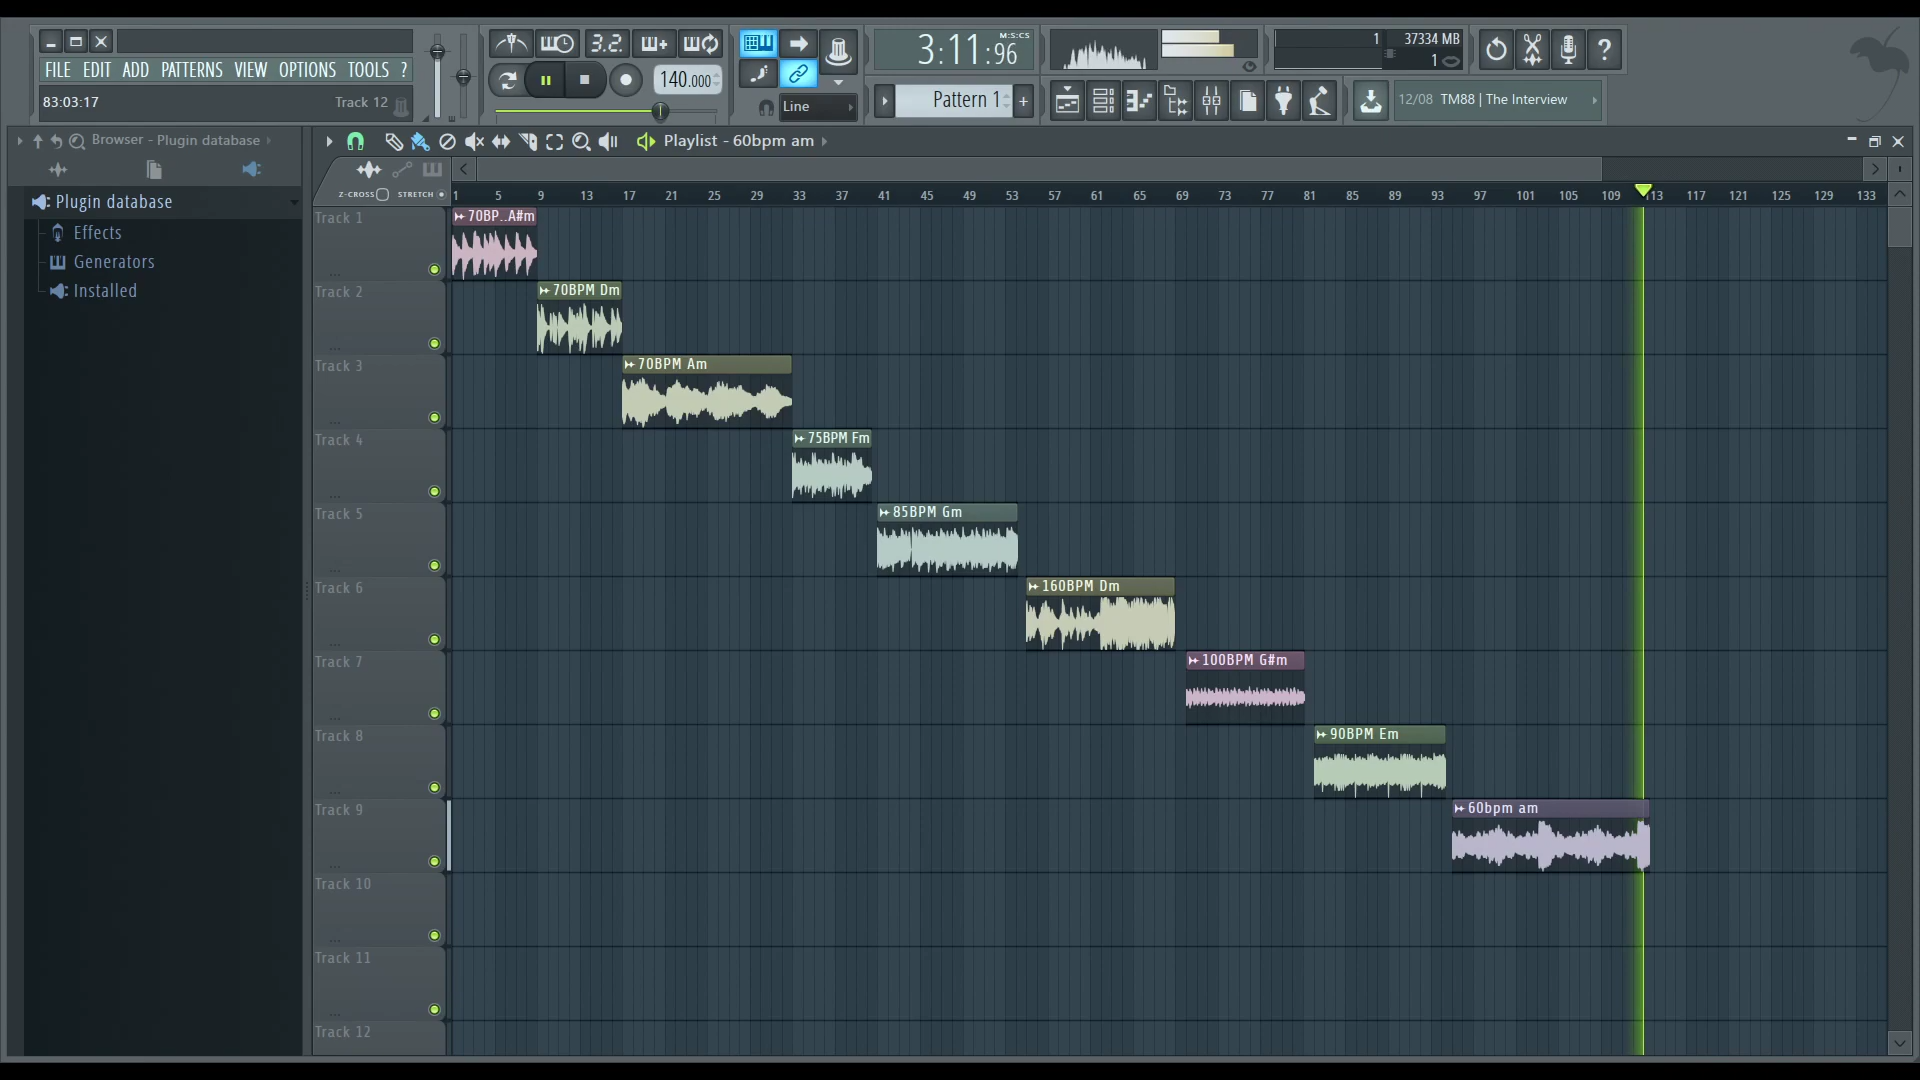 FILE EDIT ADD PATTERNS VIEW OPTIONS TOOLS ?
83:03:17 Track 12
3.2.
140.000
Line
3:11:96 M:S:CS
Pattern 1 +
1 37334 MB
1
?
12/08 TM88 | The Interview
Browser - Plugin database
Playlist - 60bpm am
Plugin database
Effects
Generators
Installed
Z-CROSS STRETCH
1 5 9 13 17 21 25 29 33 37 41 45 49 53 57 61 65 69 73 77 81 85 89 93 97 101 105 109 113 117 121 125 129 133
Track 1
70BP..A#m
Track 2
70BPM Dm
Track 3
70BPM Am
Track 4
75BPM Fm
Track 5
85BPM Gm
Track 6
160BPM Dm
Track 7
100BPM G#m
Track 8
90BPM Em
Track 9
60bpm am
Track 10
Track 11
Track 12